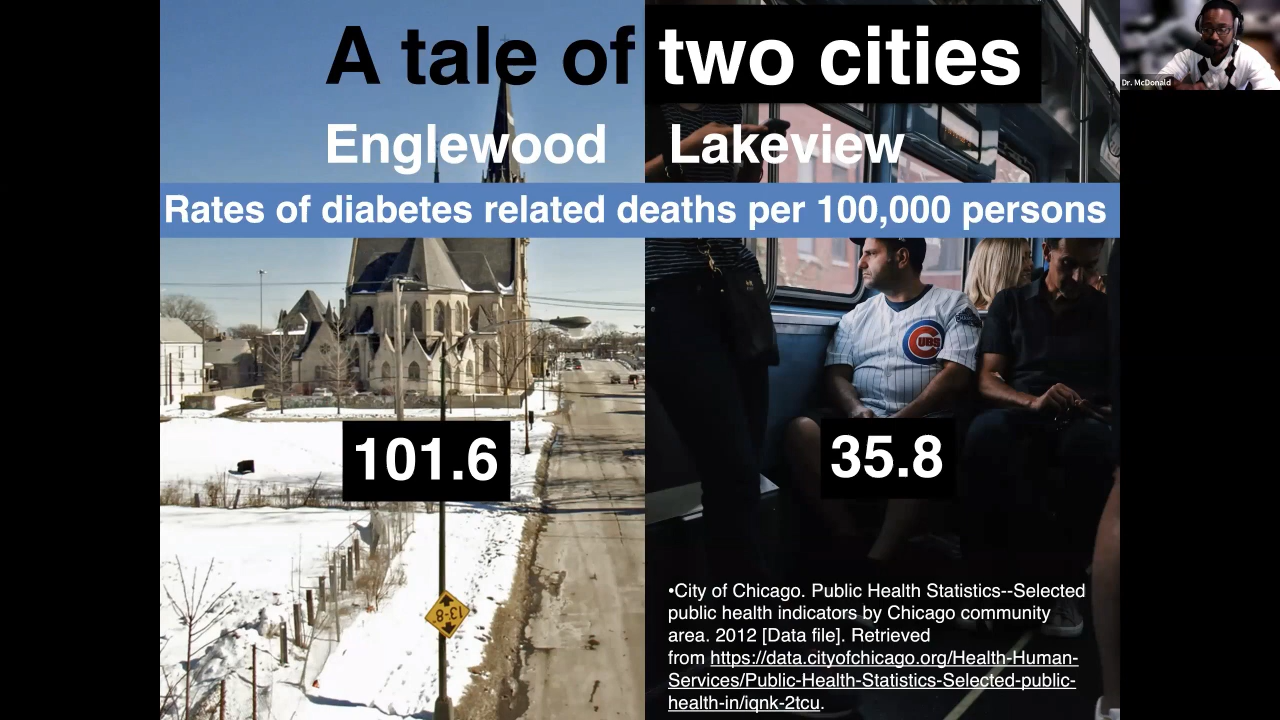 A tale of two cities
Dr. McDonald
Englewood Lakeview
Rates of diabetes related deaths per 100,000 persons
CUBS
101.6 35.8
•City of Chicago. Public Health Statistics--Selected
public health indicators by Chicago community
area. 2012 [Data file]. Retrieved
from https://data.cityofchicago.org/Health-Human-
Services/Public-Health-Statistics-Selected-public-
health-in/iqnk-2tcu.
13-8